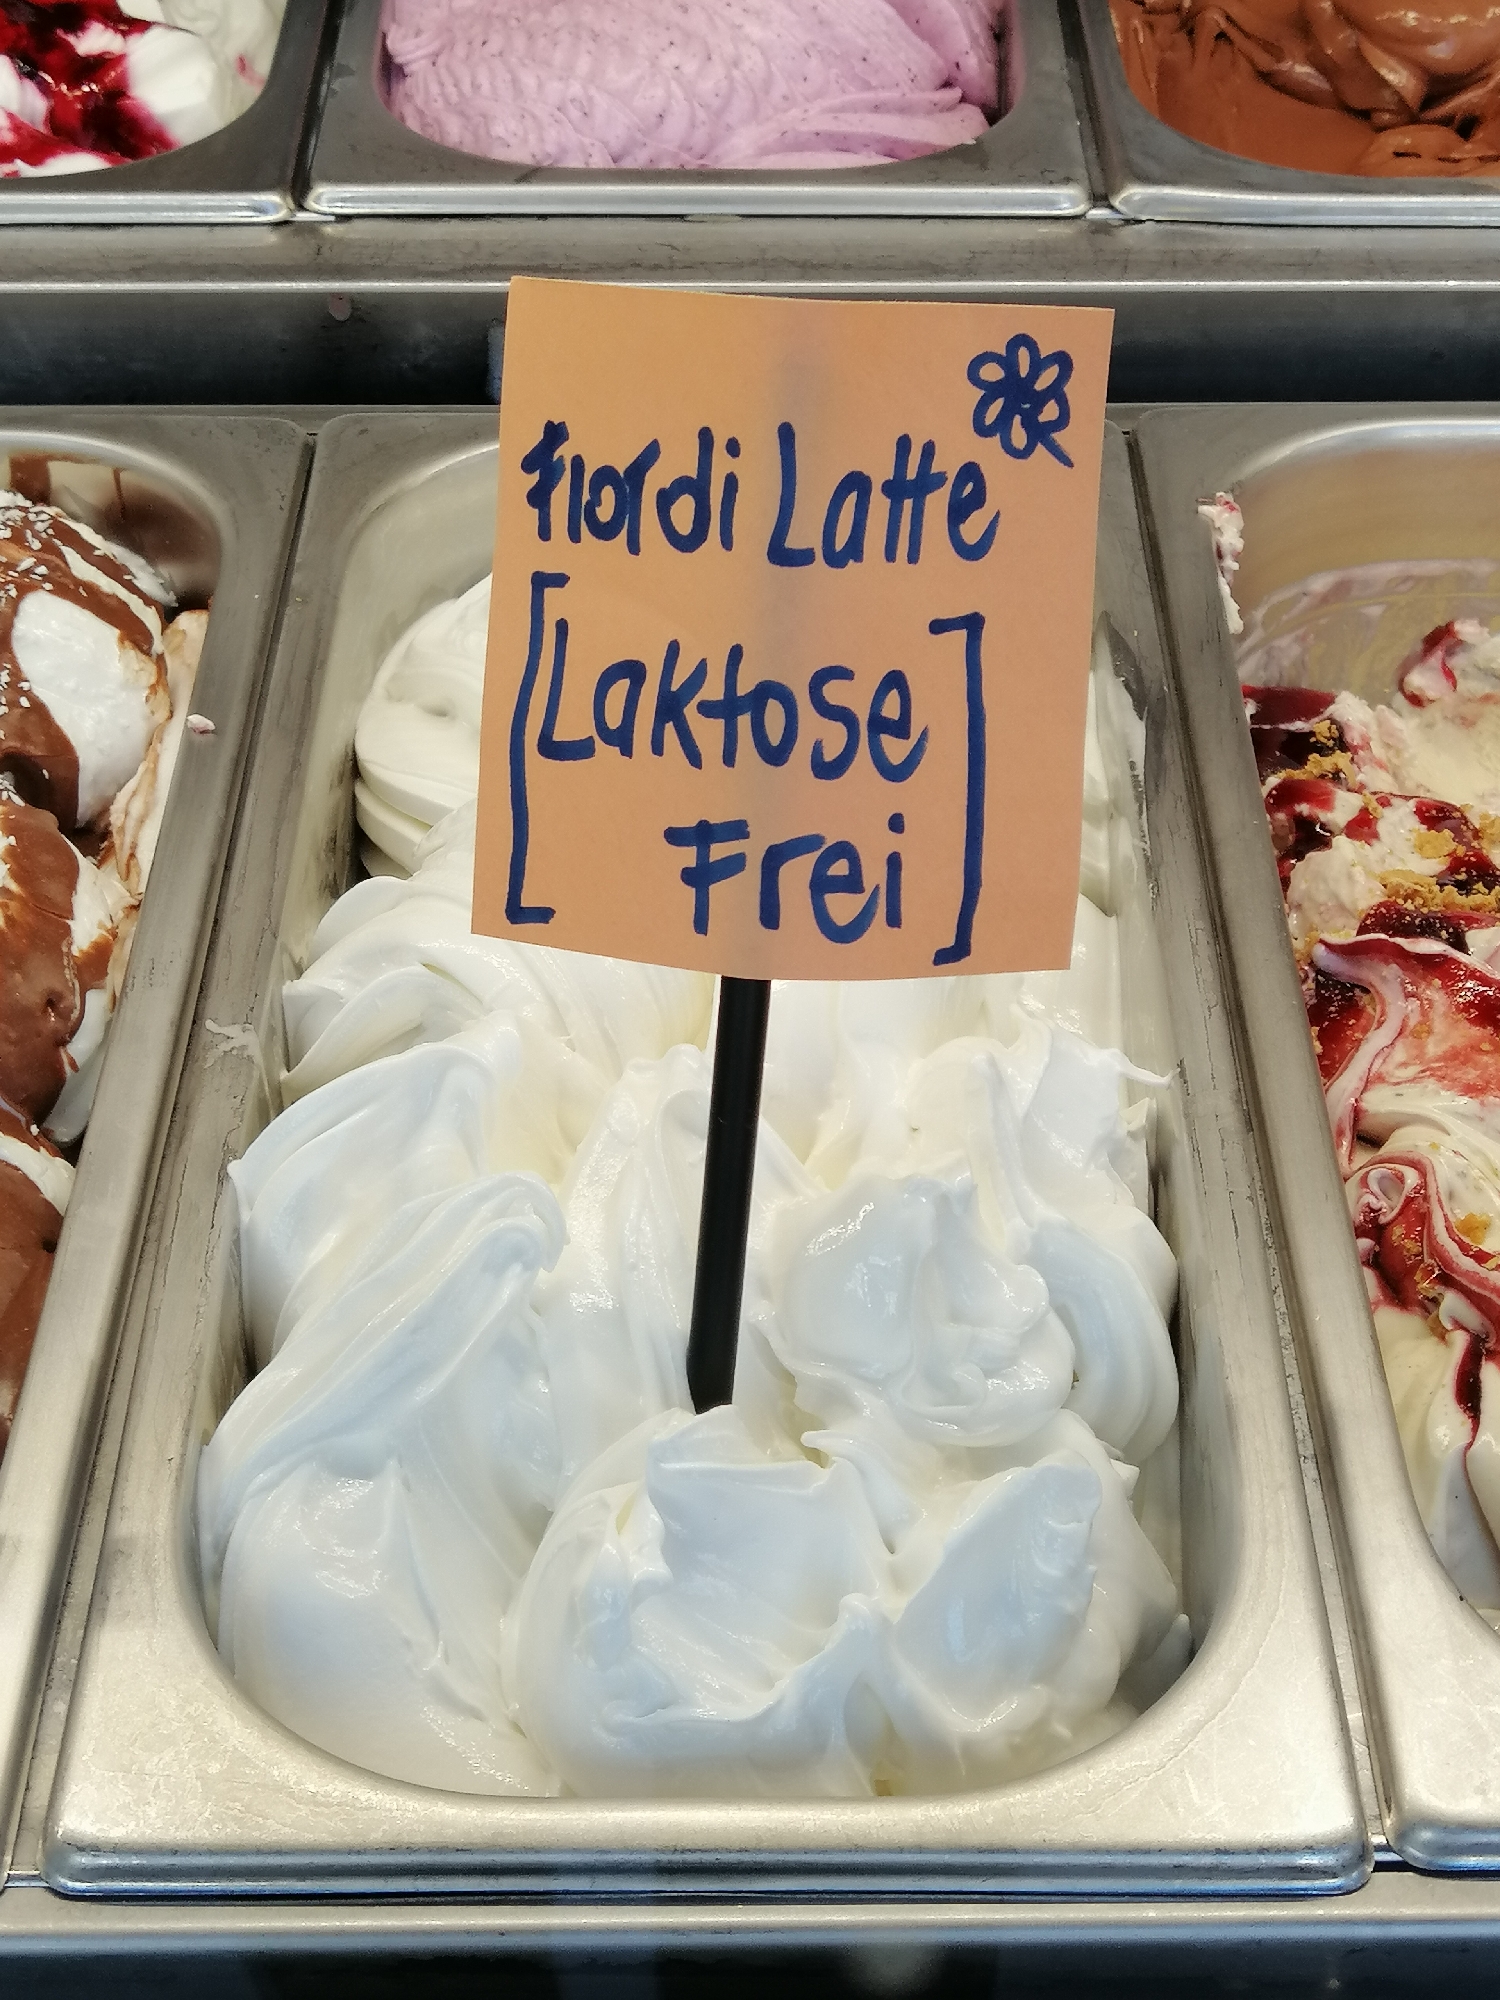 Fior di Latte
[Laktose
Frei]